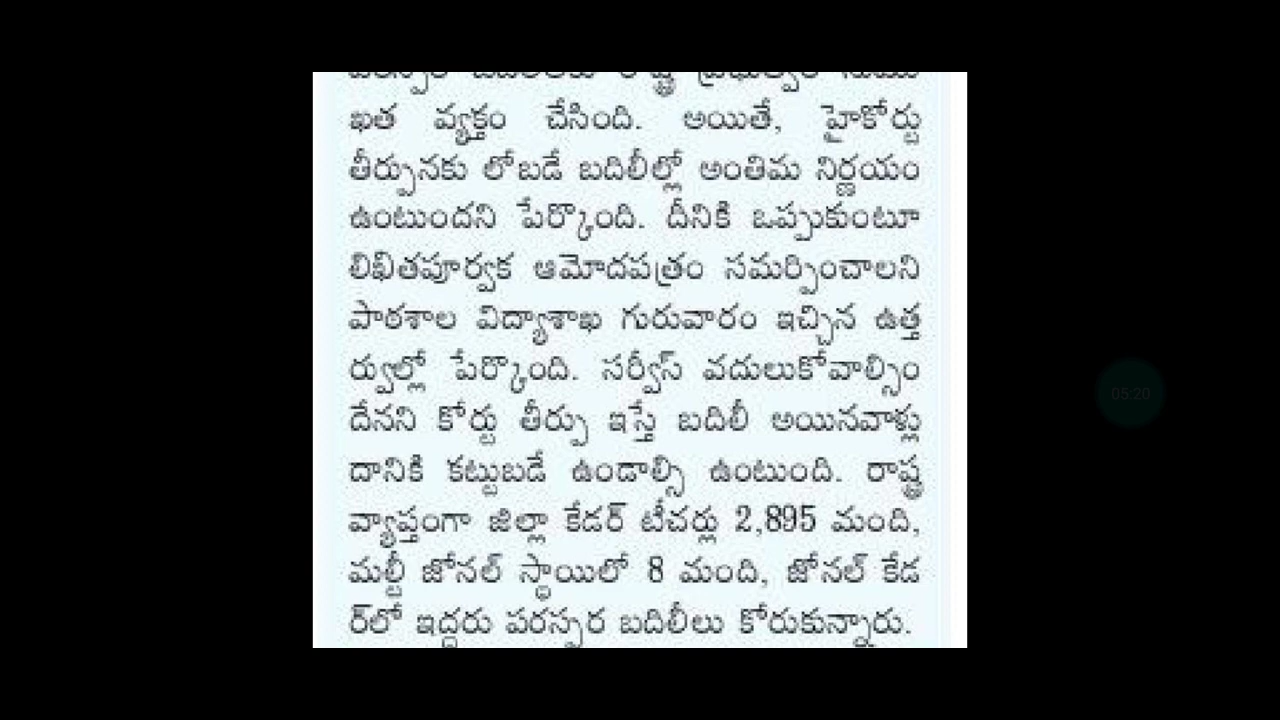 ఖత వ్యక్తం చేసింది. అయితే, హైకోర్టు
తీర్పునకు లోబడే బదిలీల్లో అంతిమ నిర్ణయం
ఉంటుందని పేర్కొంది. దీనికి ఒప్పుకుంటూ
లిఖితపూర్వక ఆమోదపత్రం సమర్పించాలని
పాఠశాల విద్యాశాఖ గురువారం ఇచ్చిన ఉత్త
ర్వుల్లో పేర్కొంది. సర్వీస్ వదులుకోవాల్సిం
దేనని కోర్టు తీర్పు ఇస్తే బదిలీ అయినవాళ్లు
దానికి కట్టుబడే ఉండాల్సి ఉంటుంది. రాష్ట్ర
వ్యాప్తంగా జిల్లా కేడర్ టీచర్లు 2,895 మంది,
మల్టీ జోనల్ స్థాయిలో 8 మంది, జోనల్ కేడ
ర్‌లో ఇద్దరు పరస్పర బదిలీలు కోరుకున్నారు.
05:20